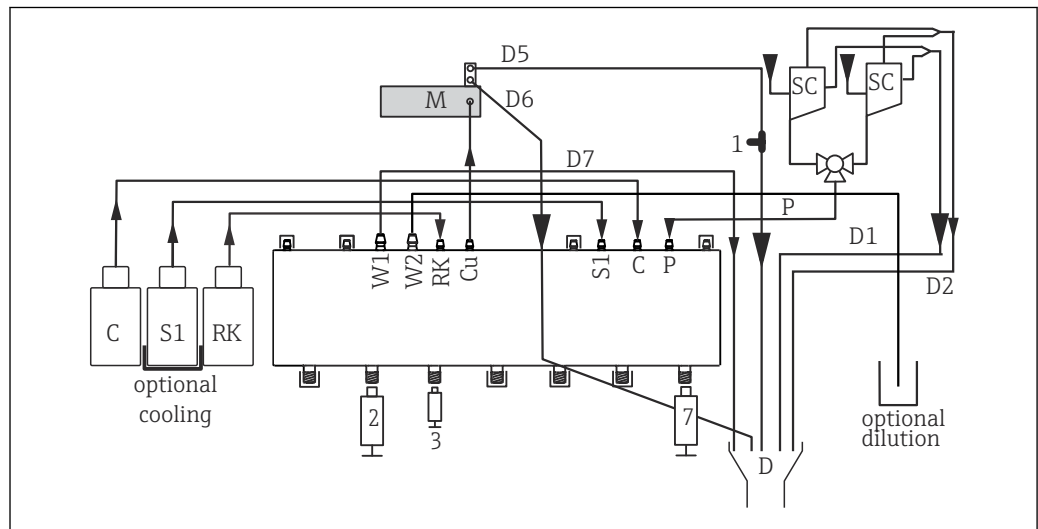 D5
SC
SC
M
D6
1
D7
P
D1
W1
W2
RK
Cu
S1
C
P
D2
C
S1
RK
optional
cooling
2
3
7
optional
dilution
D